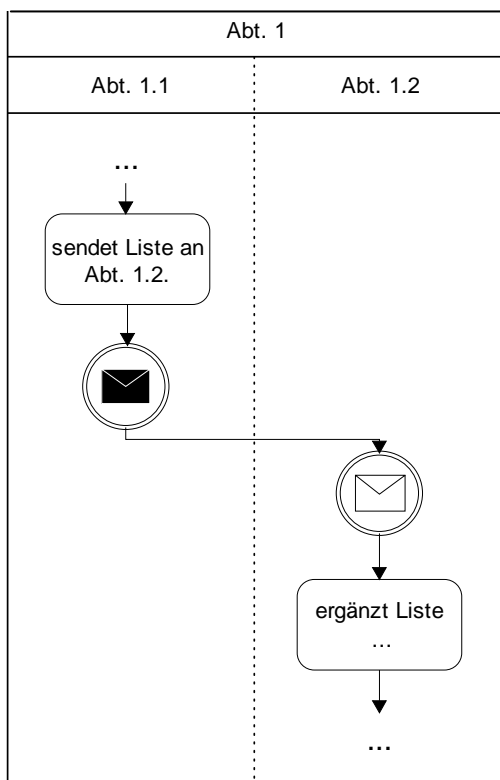 Abt. 1
Abt. 1.1
Abt. 1.2
...
sendet Liste an
Abt. 1.2.
ergänzt Liste
...
...